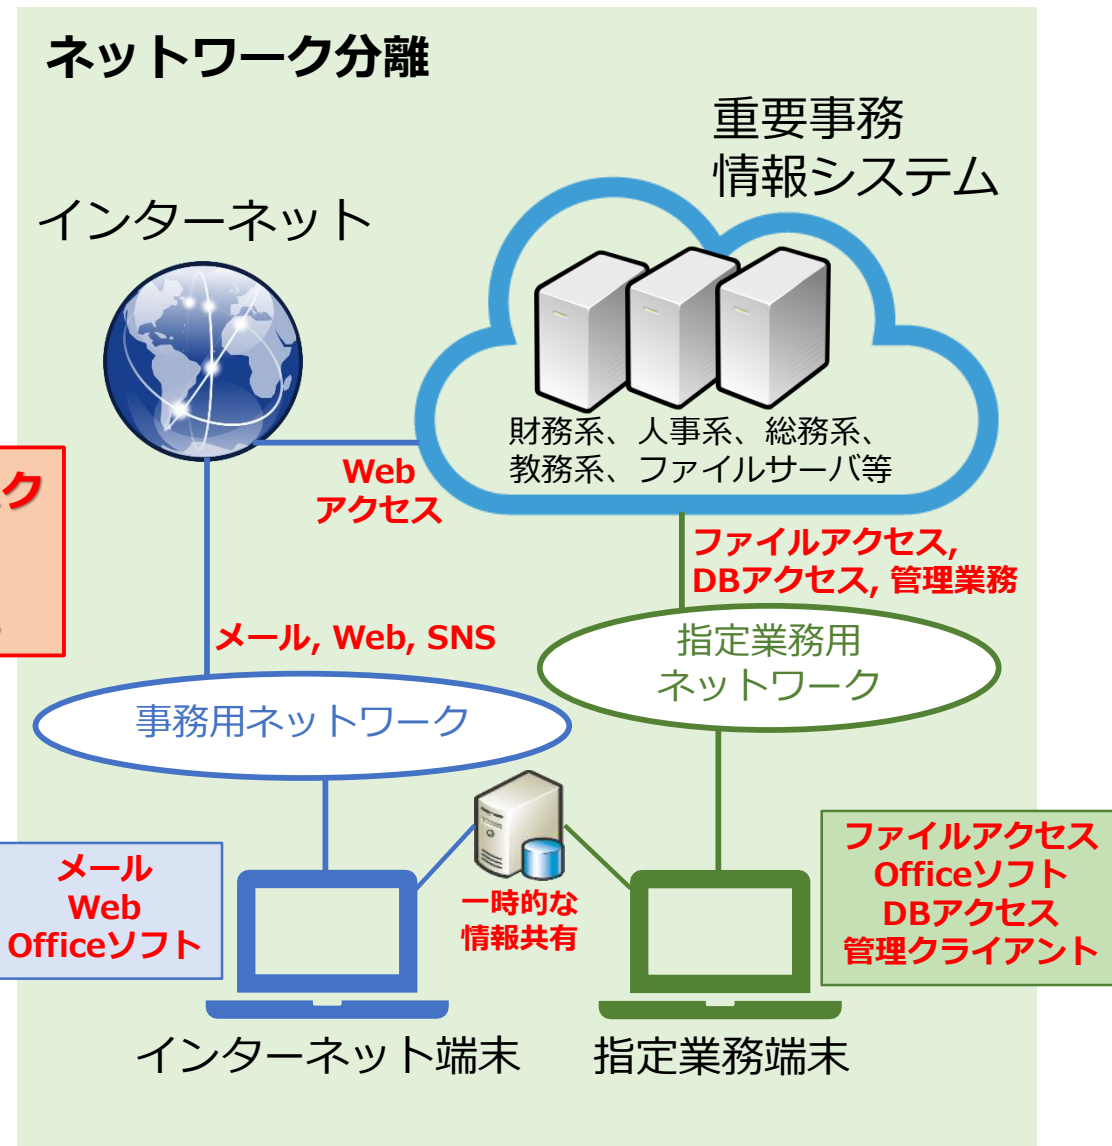 ネットワーク分離
重要事務
情報システム
インターネット
財務系、人事系、総務系、
教務系、ファイルサーバ等
Web
アクセス
ク
ファイルアクセス,
DBアクセス, 管理業務
メール, Web, SNS
指定業務用
ネットワーク
事務用ネットワーク
メール
Web
Officeソフト
一時的な
情報共有
ファイルアクセス
Officeソフト
DBアクセス
管理クライアント
インターネット端末
指定業務端末